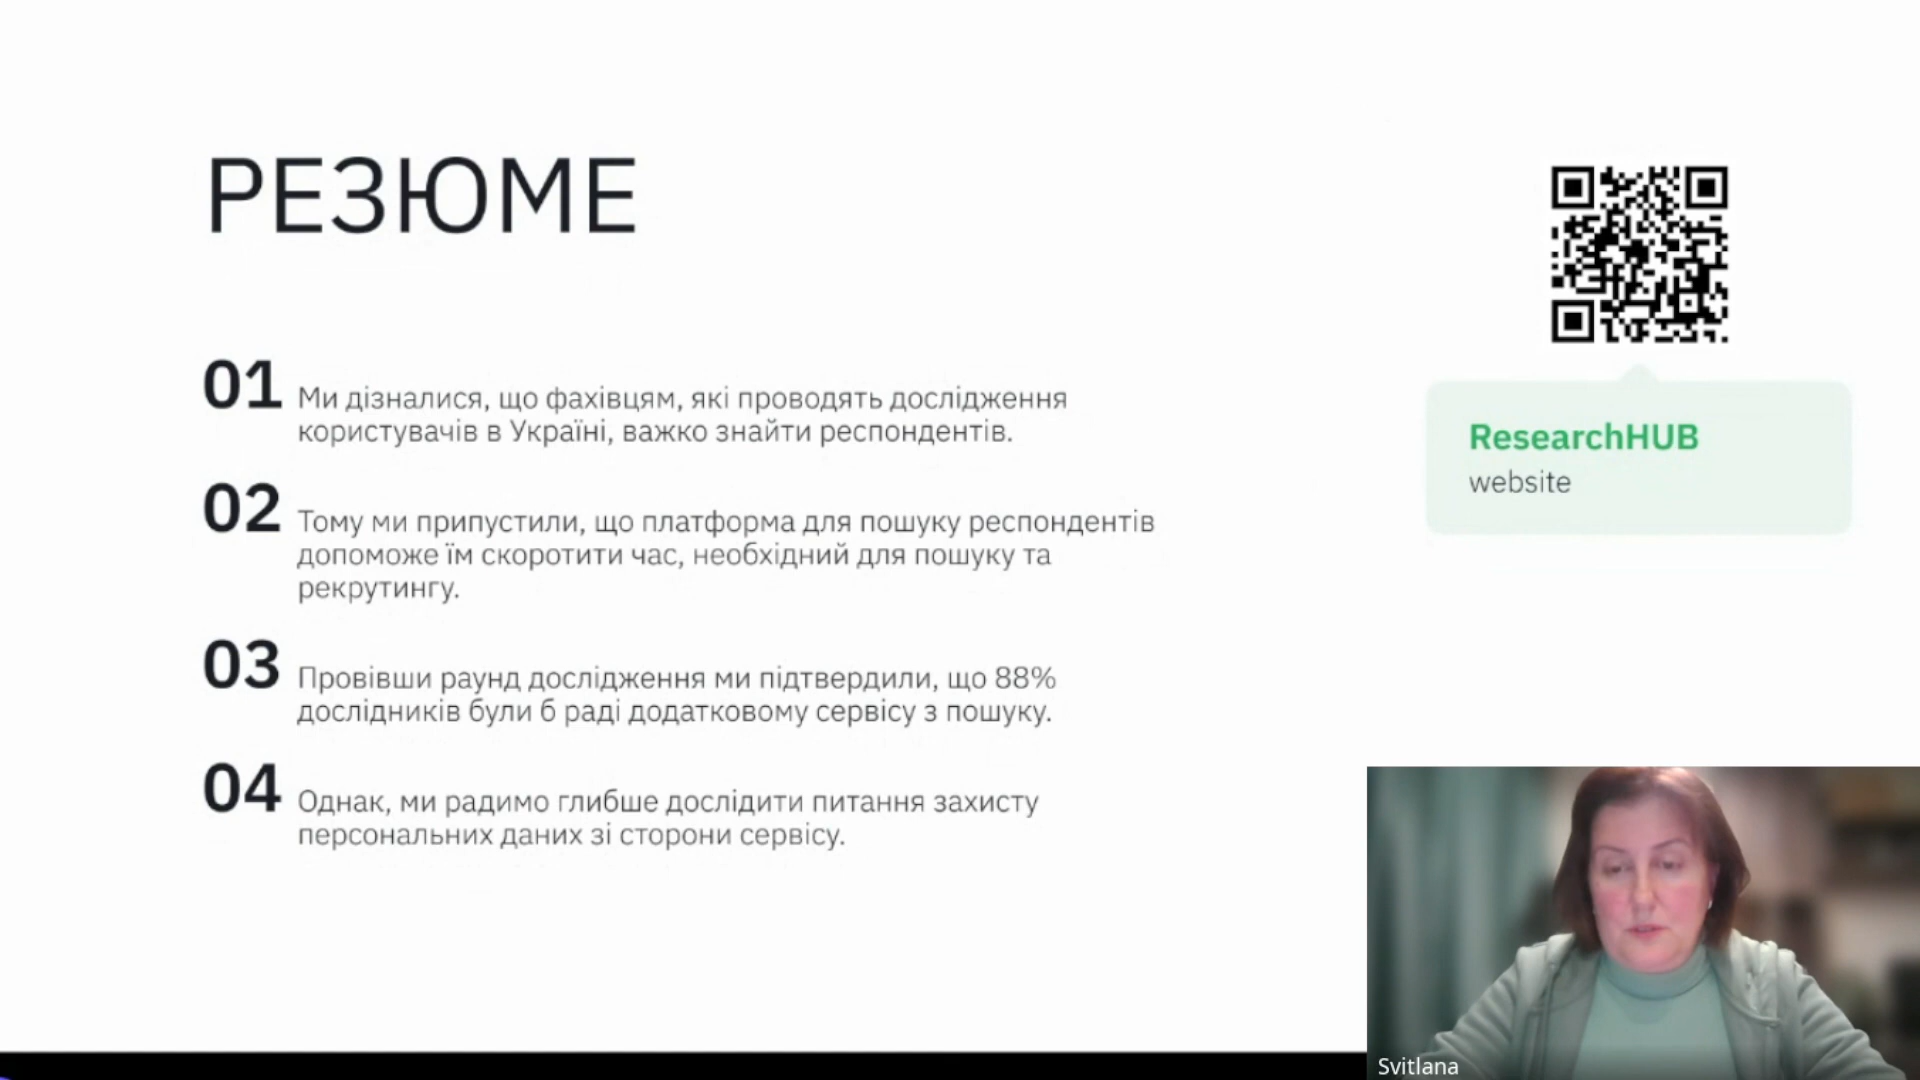 РЕЗЮМЕ
01
Ми дізналися, що фахівцям, які проводять дослідження
користувачів в Україні, важко знайти респондентів.
02
Тому ми припустили, що платформа для пошуку респондентів
допоможе їм скоротити час, необхідний для пошуку та
рекрутингу.
03
Провівши раунд дослідження ми підтвердили, що 88%
дослідників були б раді додатковому сервісу з пошуку.
04
Однак, ми радимо глибше дослідити питання захисту
персональних даних зі сторони сервісу.
ResearchHUB
website
Svitlana